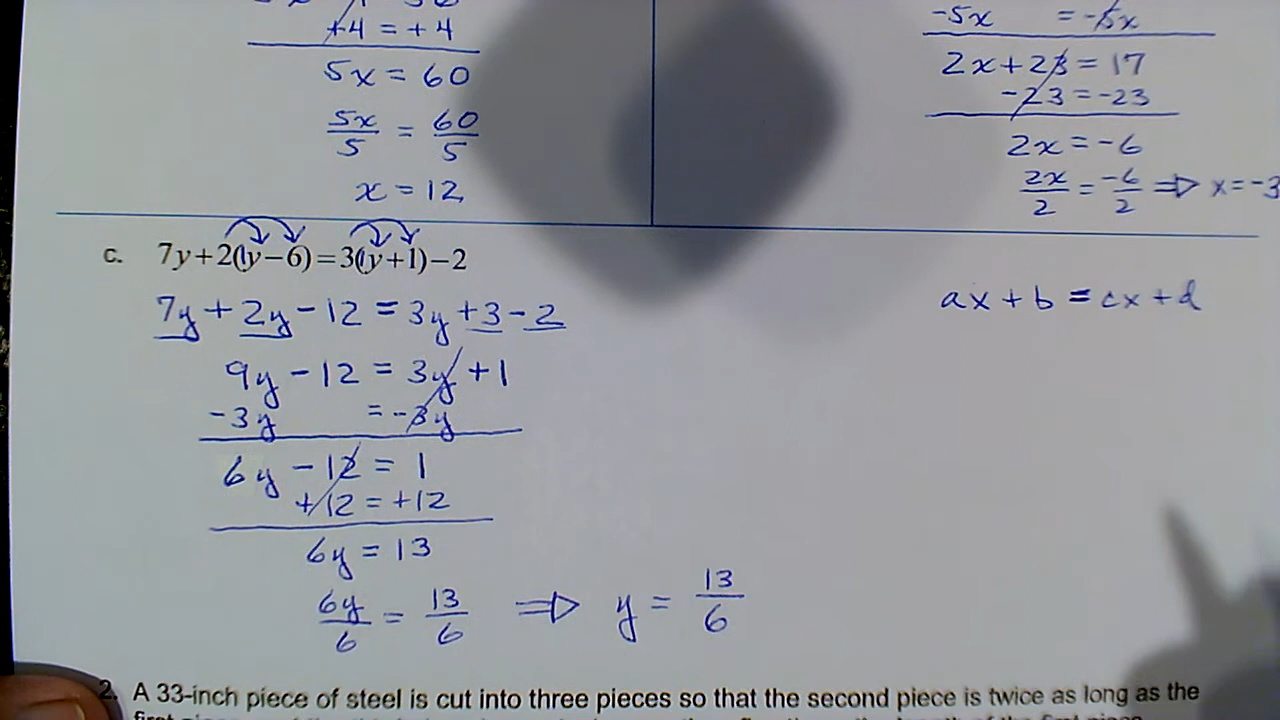 +4 = +4
5x = 60
5x/5 = 60/5
x = 12
-5x = -5x
2x + 23 = 17
-23 = -23
2x = -6
2x/2 = -6/2 ⇒ x = -3
c. 7y+2(1y−6)=3(1y+1)−2
7y + 2y - 12 = 3y + 3 - 2
9y - 12 = 3y + 1
-3y = -3y
6y - 12 = 1
+12 = +12
6y = 13
6y/6 = 13/6 ⇒ y = 13/6
ax + b = cx + d
2. A 33-inch piece of steel is cut into three pieces so that the second piece is twice as long as the